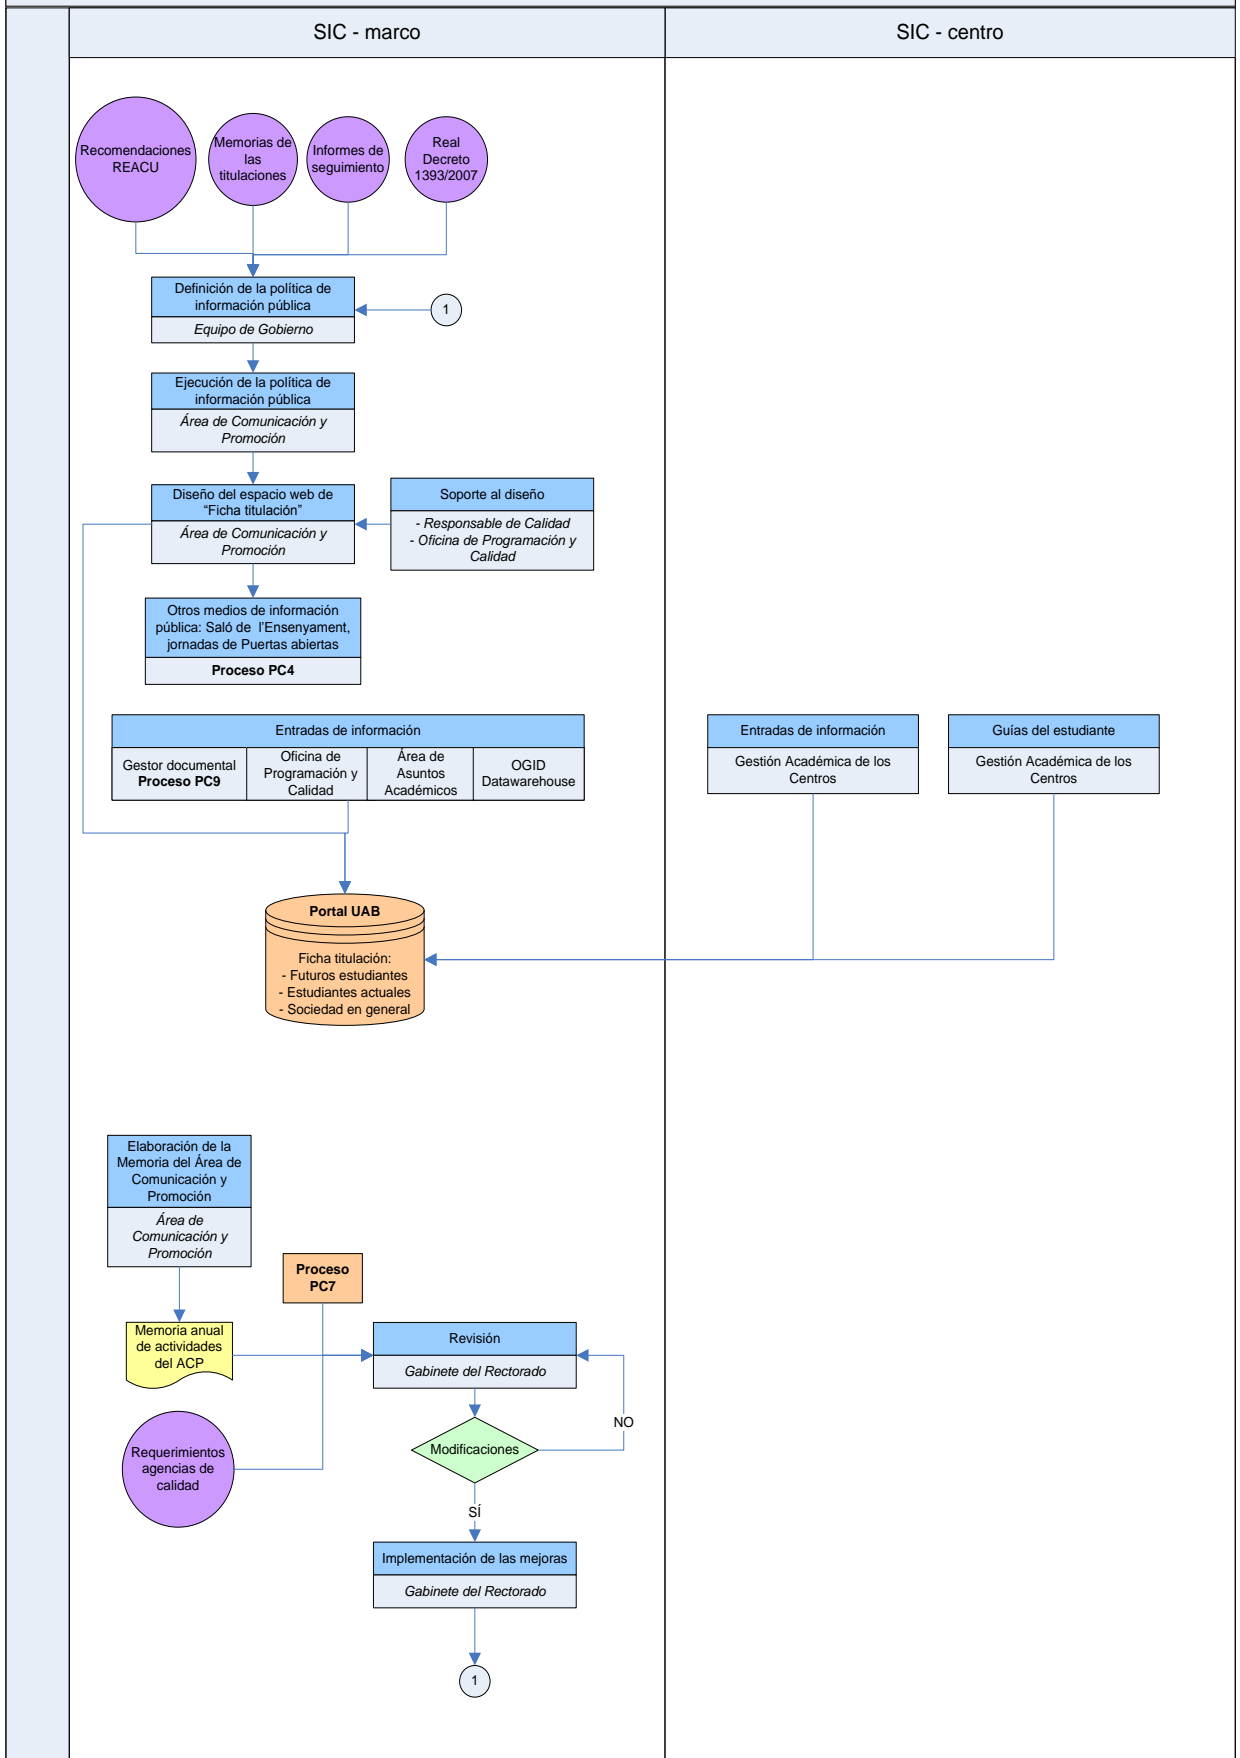 SIC - marco
SIC - centro
Recomendaciones
REACU
Memorias de
las
titulaciones
Informes de
seguimiento
Real
Decreto
1393/2007
Definición de la política de
información pública
Equipo de Gobierno
1
Ejecución de la política de
información pública
Área de Comunicación y
Promoción
Diseño del espacio web de
“Ficha titulación”
Área de Comunicación y
Promoción
Soporte al diseño
- Responsable de Calidad
- Oficina de Programación y
Calidad
Otros medios de información
pública: Saló de l’Ensenyament,
jornadas de Puertas abiertas
Proceso PC4
Entradas de información
Gestor documental
Proceso PC9
Oficina de
Programación y
Calidad
Área de
Asuntos
Académicos
OGID
Datawarehouse
Entradas de información
Gestión Académica de los
Centros
Guías del estudiante
Gestión Académica de los
Centros
Portal UAB
Ficha titulación:
- Futuros estudiantes
- Estudiantes actuales
- Sociedad en general
Elaboración de la
Memoria del Área de
Comunicación y
Promoción
Área de
Comunicación y
Promoción
Proceso
PC7
Memoria anual
de actividades
del ACP
Revisión
Gabinete del Rectorado
NO
Modificaciones
Requerimientos
agencias de
calidad
SÍ
Implementación de las mejoras
Gabinete del Rectorado
1